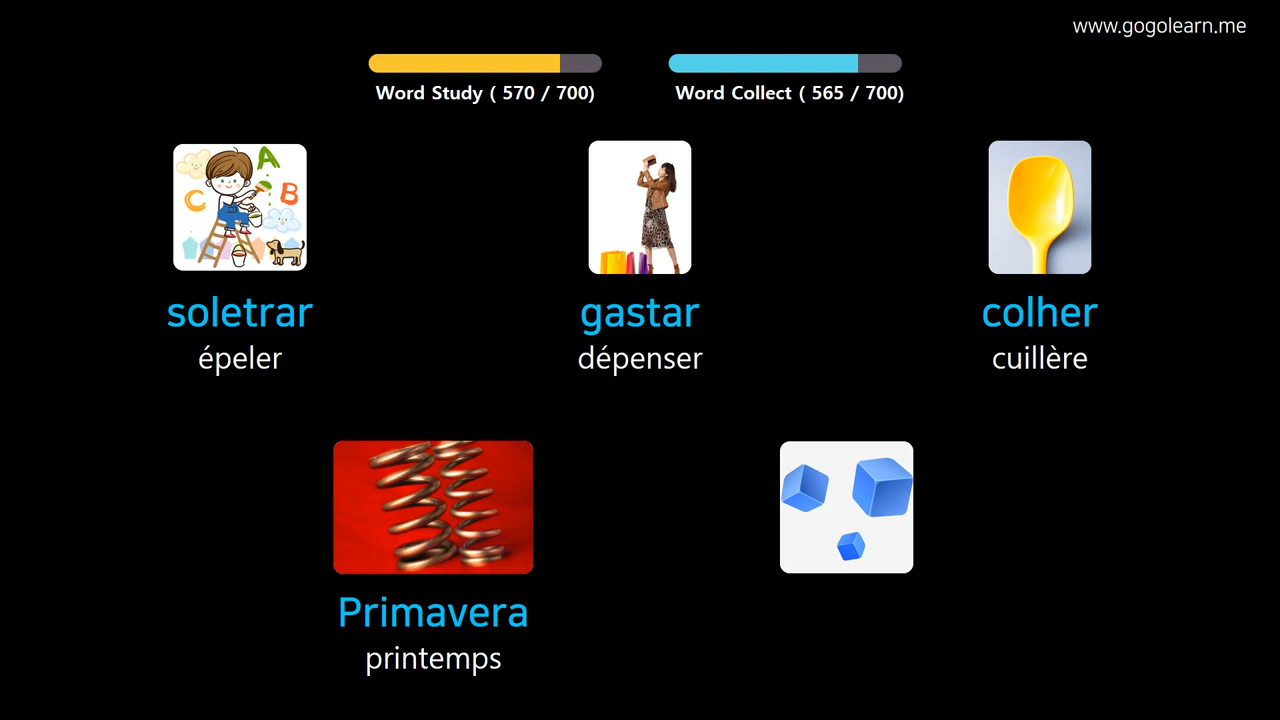 www.gogolearn.me
Word Study ( 570 / 700)
Word Collect ( 565 / 700)
A
C
B
soletrar
épeler
gastar
dépenser
colher
cuillère
Primavera
printemps